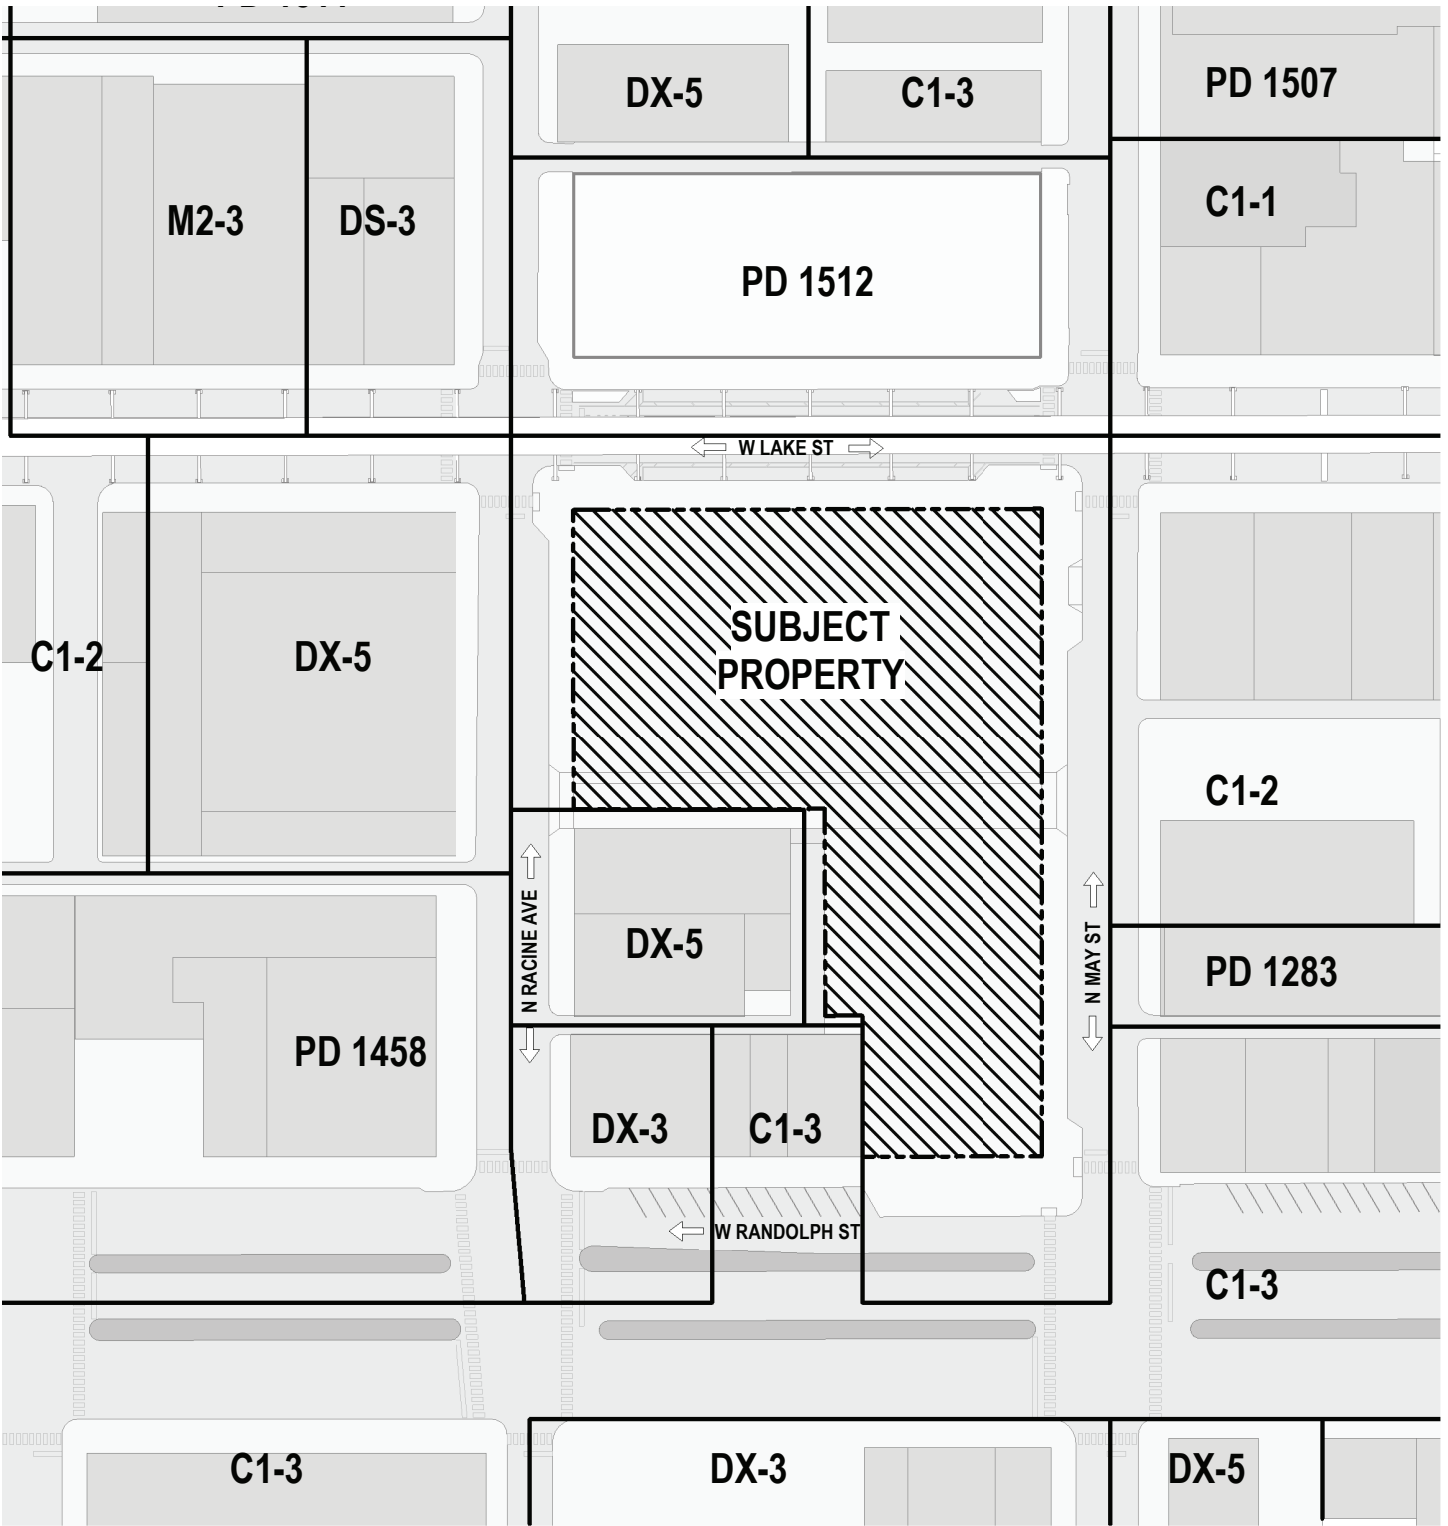 DX-5
C1-3
PD 1507
M2-3
DS-3
C1-1
PD 1512
W LAKE ST
SUBJECT
PROPERTY
C1-2
DX-5
C1-2
N RACINE AVE
DX-5
N MAY ST
PD 1283
PD 1458
DX-3
C1-3
W RANDOLPH ST
C1-3
C1-3
DX-3
DX-5